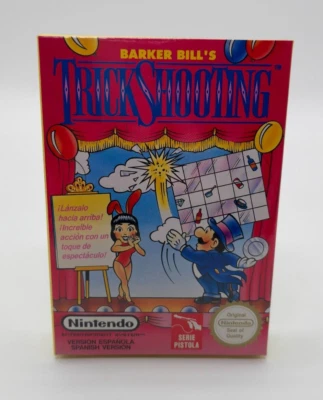 BARKER BILL'S
TRICK SHOOTING
TM
¡Lánzalo
hacia arriba!
¡Increíble
acción con un
toque de
espectáculo!
Nintendo
VERSION ESPAÑOLA
SPANISH VERSION
SERIE
PISTOLA
Original
Nintendo
Seal of
Quality